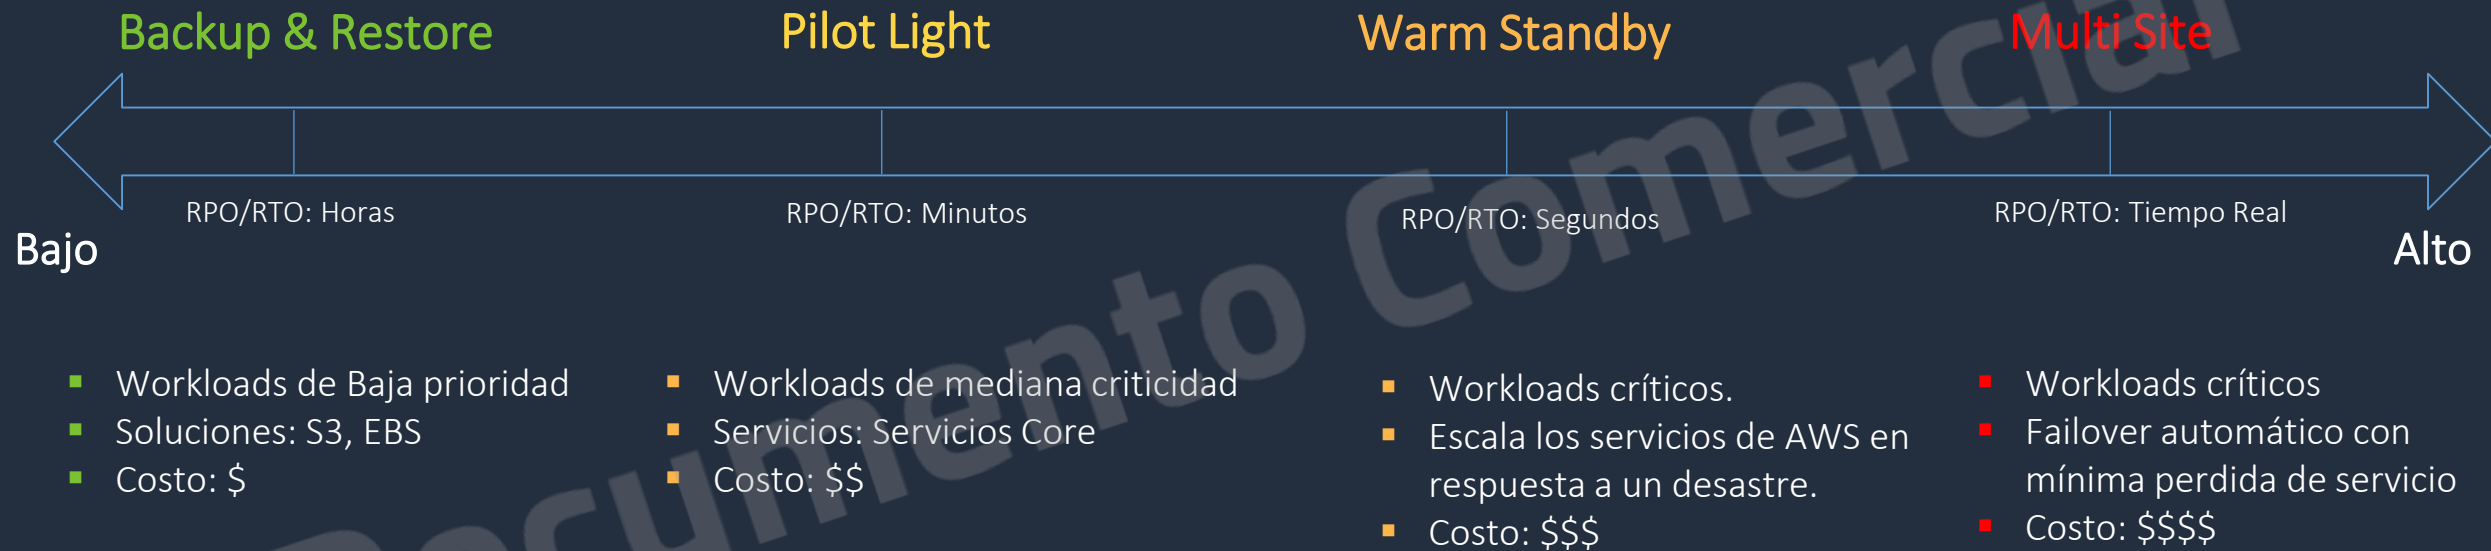 Backup & Restore
Pilot Light
Warm Standby
Multi Site
RPO/RTO: Horas
RPO/RTO: Minutos
RPO/RTO: Segundos
RPO/RTO: Tiempo Real
Bajo
Alto
▪ Workloads de Baja prioridad
▪ Soluciones: S3, EBS
▪ Costo: $
▪ Workloads de mediana criticidad
▪ Servicios: Servicios Core
▪ Costo: $$
▪ Workloads críticos.
▪ Escala los servicios de AWS en
respuesta a un desastre.
▪ Costo: $$$
▪ Workloads críticos
▪ Failover automático con
mínima perdida de servicio
▪ Costo: $$$$
Documento Comercial